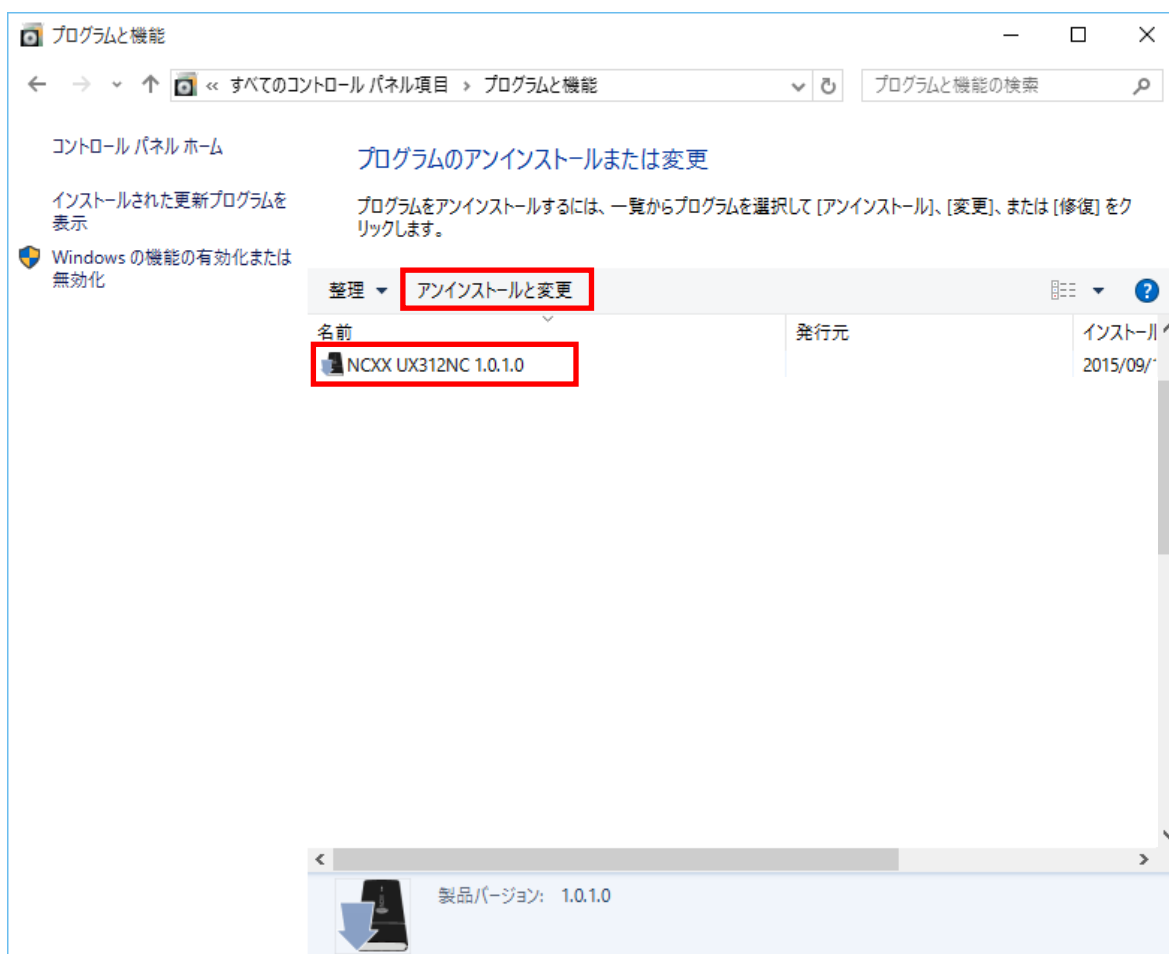 プログラムと機能
« すべてのコントロール パネル項目 › プログラムと機能
プログラムと機能の検索
コントロール パネル ホーム
インストールされた更新プログラムを
表示
Windows の機能の有効化または
無効化
プログラムのアンインストールまたは変更
プログラムをアンインストールするには、一覧からプログラムを選択して [アンインストール]、[変更]、または [修復] をク
リックします。
整理 アンインストールと変更
名前 発行元 インストール
NCXX UX312NC 1.0.1.0 2015/09/
製品バージョン: 1.0.1.0